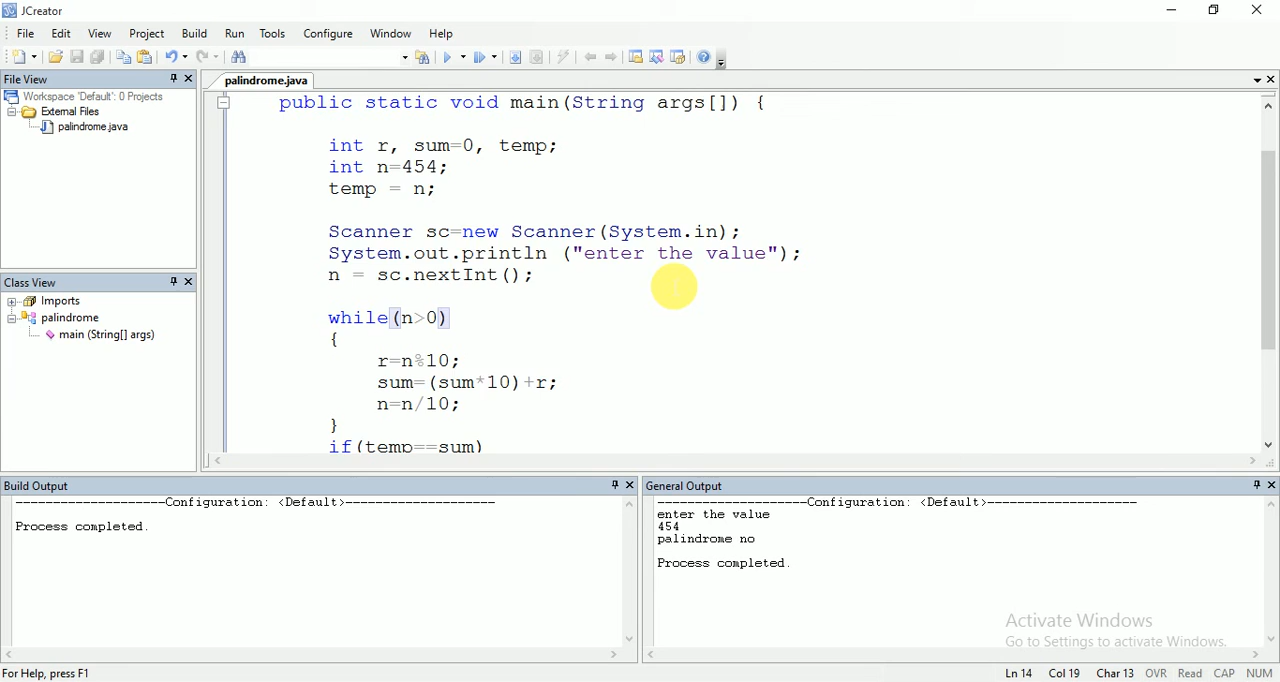 JCreator
File Edit View Project Build Run Tools Configure Window Help
File View
Workspace 'Default': 0 Projects
External Files
palindrome.java
palindrome.java
public static void main(String args[]) {
int r, sum=0, temp;
int n=454;
temp = n;
Scanner sc=new Scanner(System.in);
System.out.println ("enter the value");
n = sc.nextInt();
while(n>0)
{
r=n%10;
sum=(sum*10)+r;
n=n/10;
}
if(temp==sum)
Class View
Imports
palindrome
main (String[] args)
Build Output
--------------------Configuration: <Default>--------------------
Process completed.
General Output
--------------------Configuration: <Default>--------------------
enter the value
454
palindrome no
Process completed.
Activate Windows
Go to Settings to activate Windows.
For Help, press F1
Ln 14 Col 19 Char 13 OVR Read CAP NUM